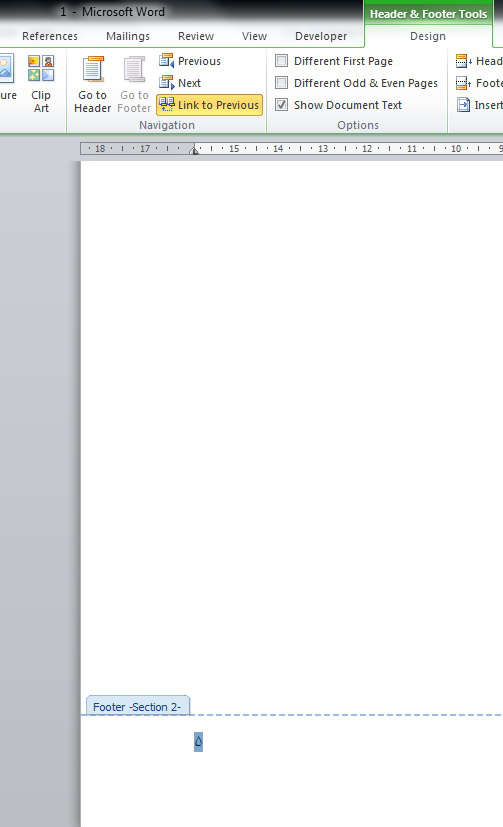 1 - Microsoft Word
Header & Footer Tools
References Mailings Review View Developer Design
ure
Clip
Art
Go to
Header
Go to
Footer
Previous
Next
Link to Previous
Navigation
Different First Page
Different Odd & Even Pages
Show Document Text
Options
Head
Foote
Insert
18 17 15 14 13 12 11 10 9
Footer -Section 2-
۵